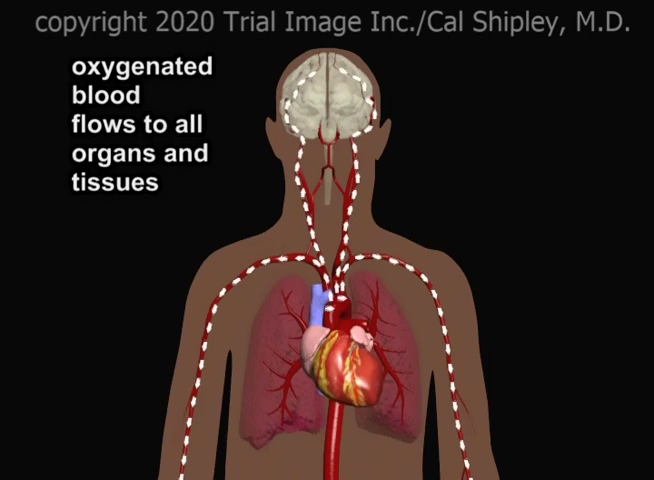 copyright 2020 Trial Image Inc./Cal Shipley, M.D.
oxygenated
blood
flows to all
organs and
tissues